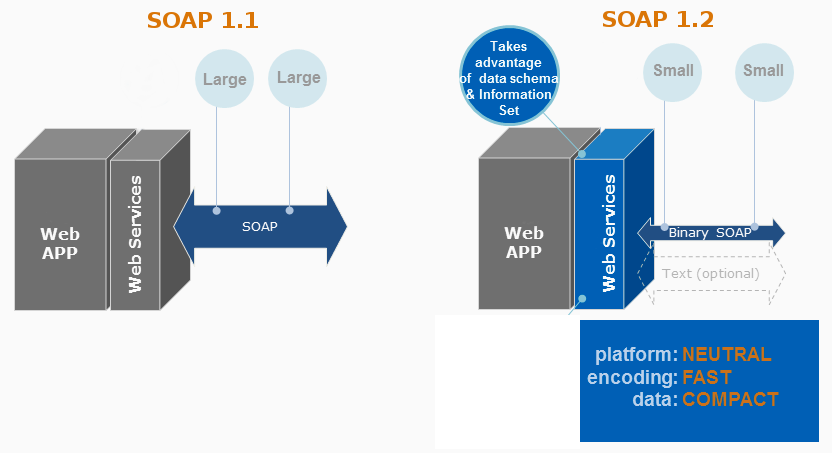 SOAP 1.1
Large
Large
Web
APP
Web Services
SOAP
SOAP 1.2
Takes
advantage
of data schema
& Information
Set
Small
Small
Web
APP
Web Services
Binary SOAP
Text (optional)
platform: NEUTRAL
encoding: FAST
data: COMPACT